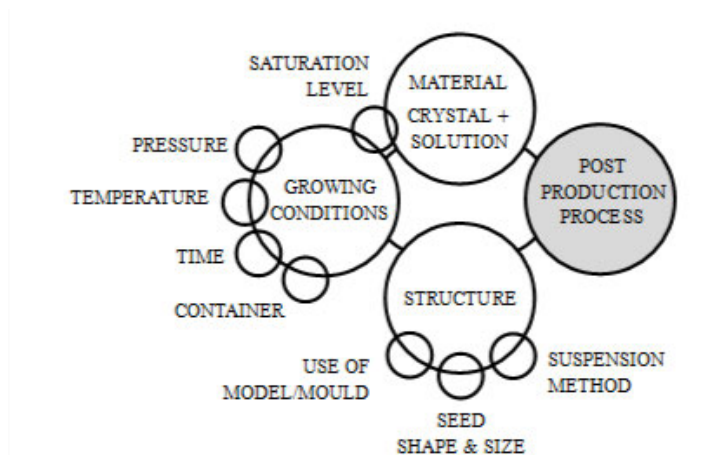 SATURATION
LEVEL
MATERIAL
CRYSTAL +
SOLUTION
PRESSURE
TEMPERATURE
TIME
CONTAINER
GROWING
CONDITIONS
POST
PRODUCTION
PROCESS
STRUCTURE
USE OF
MODEL/MOULD
SEED
SHAPE & SIZE
SUSPENSION
METHOD